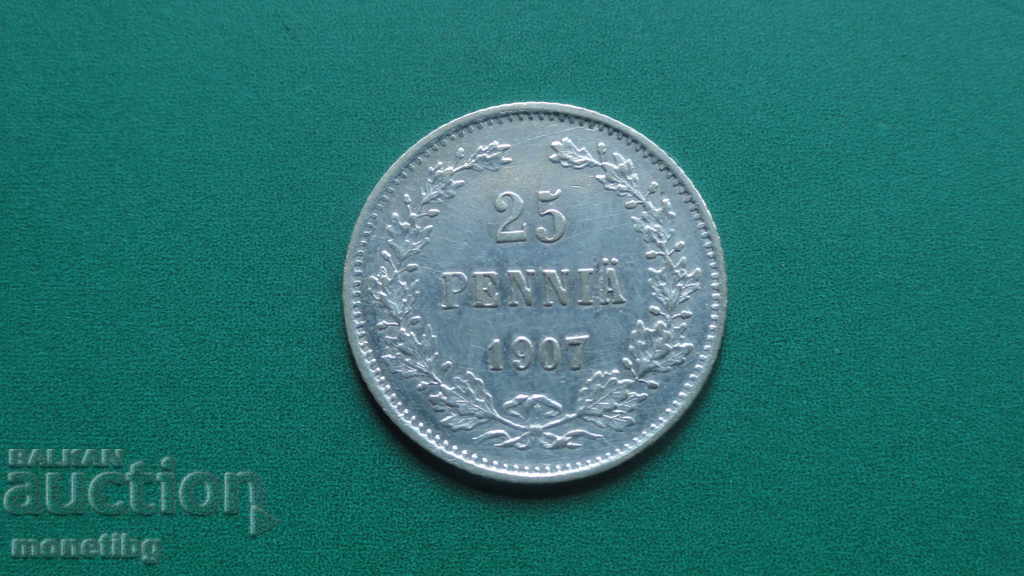 25
PENNIÄ
1907
BALKAN
auction
monetibg